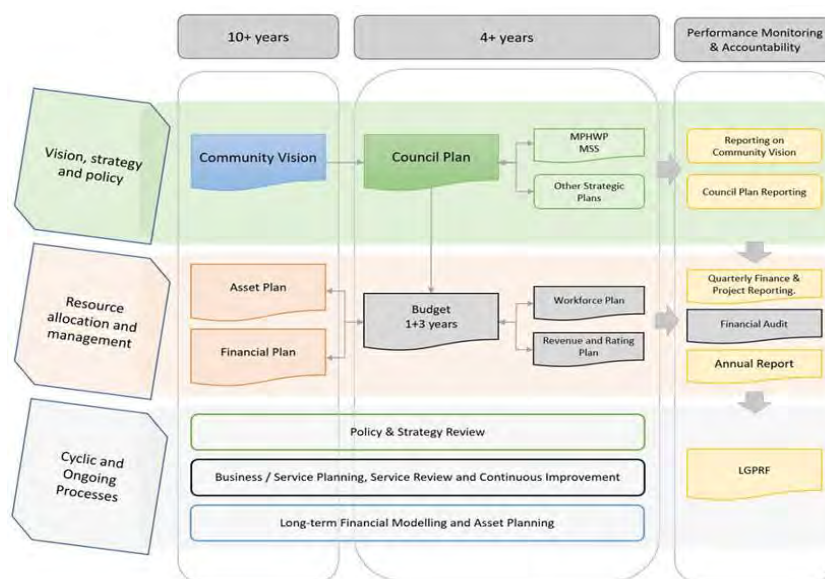 10+ years
4+ years
Performance Monitoring
& Accountability
Vision, strategy
and policy
Community Vision
Council Plan
MPHWP
MSS
Other Strategic
Plans
Reporting on
Community Vision
Council Plan Reporting
Resource
allocation and
management
Asset Plan
Financial Plan
Budget
1+3 years
Workforce Plan
Revenue and Rating
Plan
Quarterly Finance &
Project Reporting.
Financial Audit
Annual Report
Cyclic and
Ongoing
Processes
Policy & Strategy Review
Business / Service Planning, Service Review and Continuous Improvement
Long-term Financial Modelling and Asset Planning
LGPRF